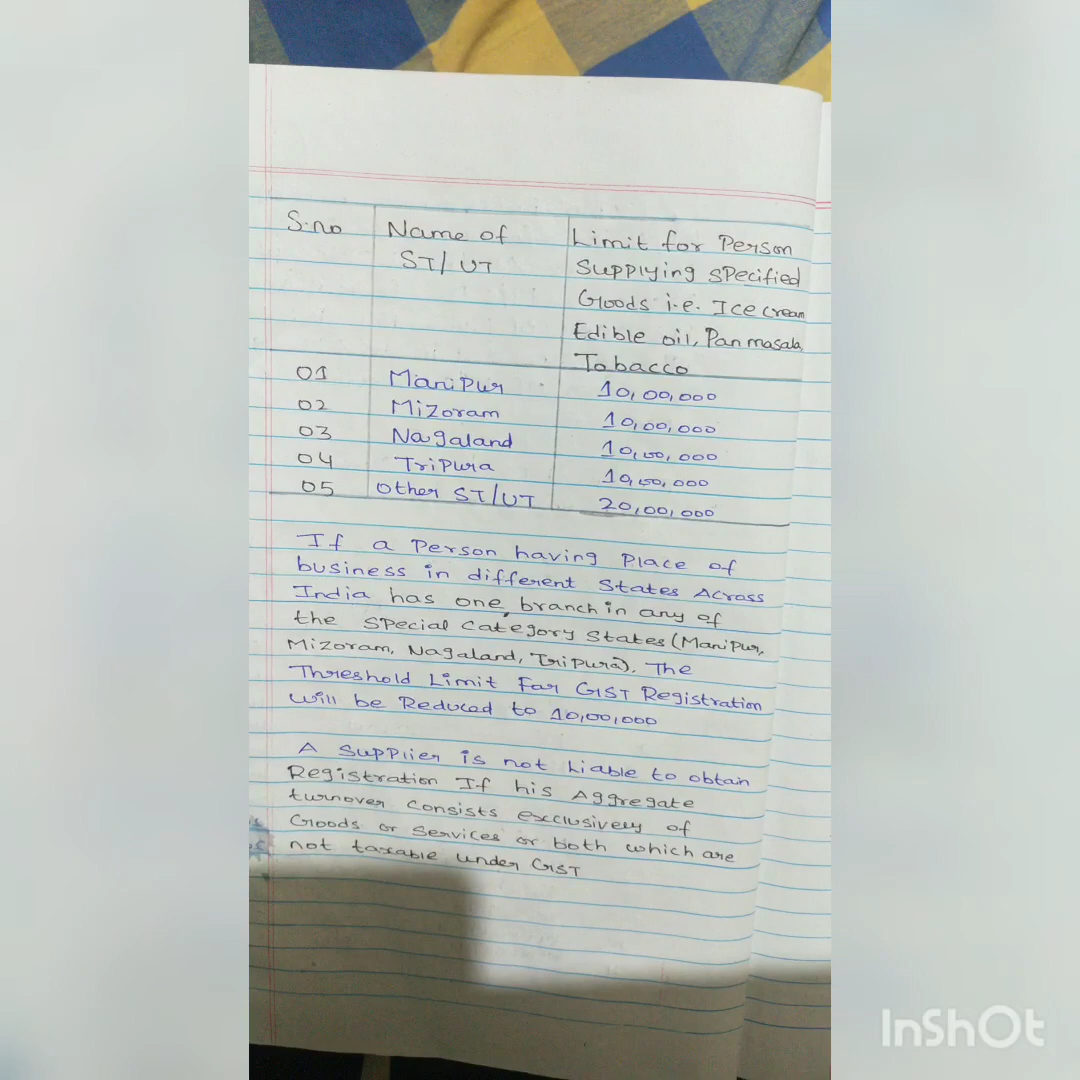 S.no Name of ST/UT Limit for Person
Supplying specified
Goods i.e. Ice cream
Edible oil, Pan masala,
Tobacco
01 Manipur 10,00,000
02 Mizoram 10,00,000
03 Nagaland 10,00,000
04 Tripura 10,00,000
05 Other ST/UT 20,00,000
If a Person having Place of
business in different States Across
India has one, branch in any of
the special category States (Manipur,
Mizoram, Nagaland, Tripura). The
Threshold Limit For GST Registration
will be Reduced to 10,00,000
A Supplier is not Liable to obtain
Registration If his Aggregate
turnover consists excclusively of
Goods or services or both which are
not taxable under GST
InShOt